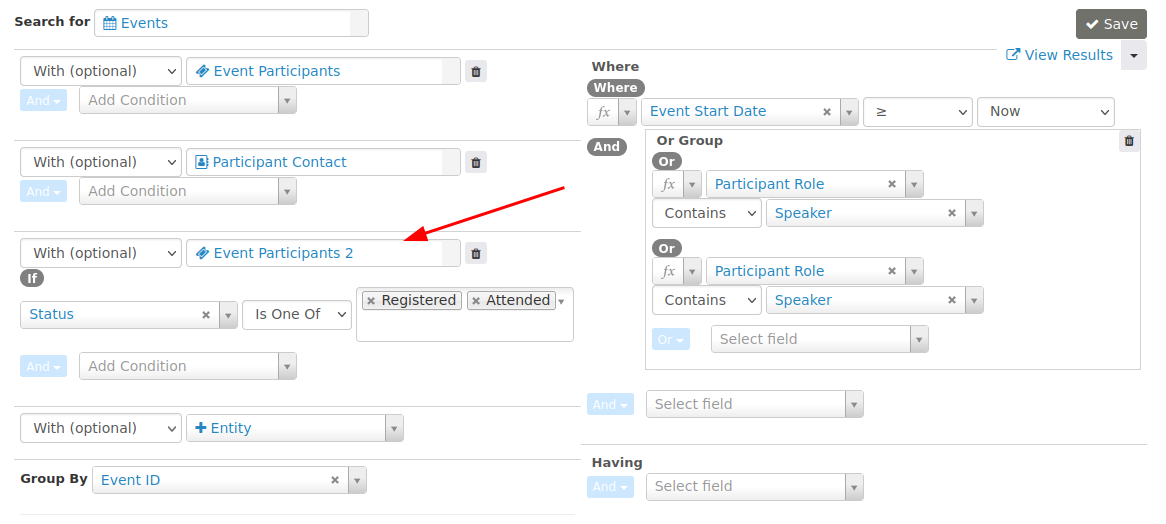 Search for Events
Save
View Results
With (optional) Event Participants
And Add Condition
With (optional) Participant Contact
And Add Condition
With (optional) Event Participants 2
If
Status Is One Of Registered Attended
And Add Condition
With (optional) Entity
Group By Event ID
Where
Where
fx Event Start Date ≥ Now
And
Or Group
Or
fx Participant Role
Contains Speaker
Or
fx Participant Role
Contains Speaker
Or Select field
And Select field
Having
And Select field